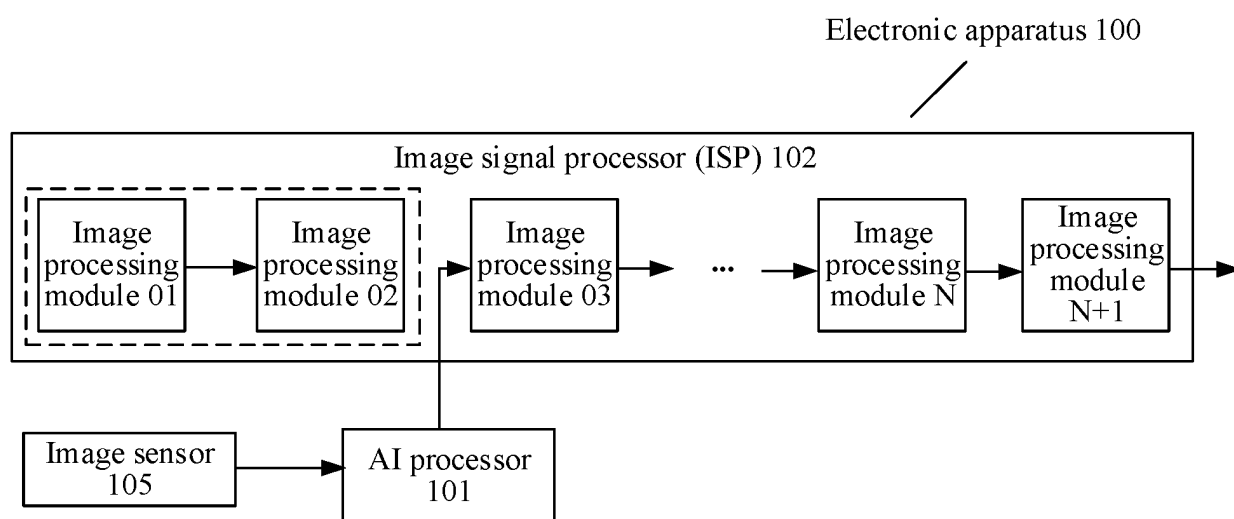 Electronic apparatus 100
Image signal processor (ISP) 102
Image
processing
module 01
Image
processing
module 02
Image
processing
module 03
...
Image
processing
module N
Image
processing
module
N+1
Image sensor
105
AI processor
101